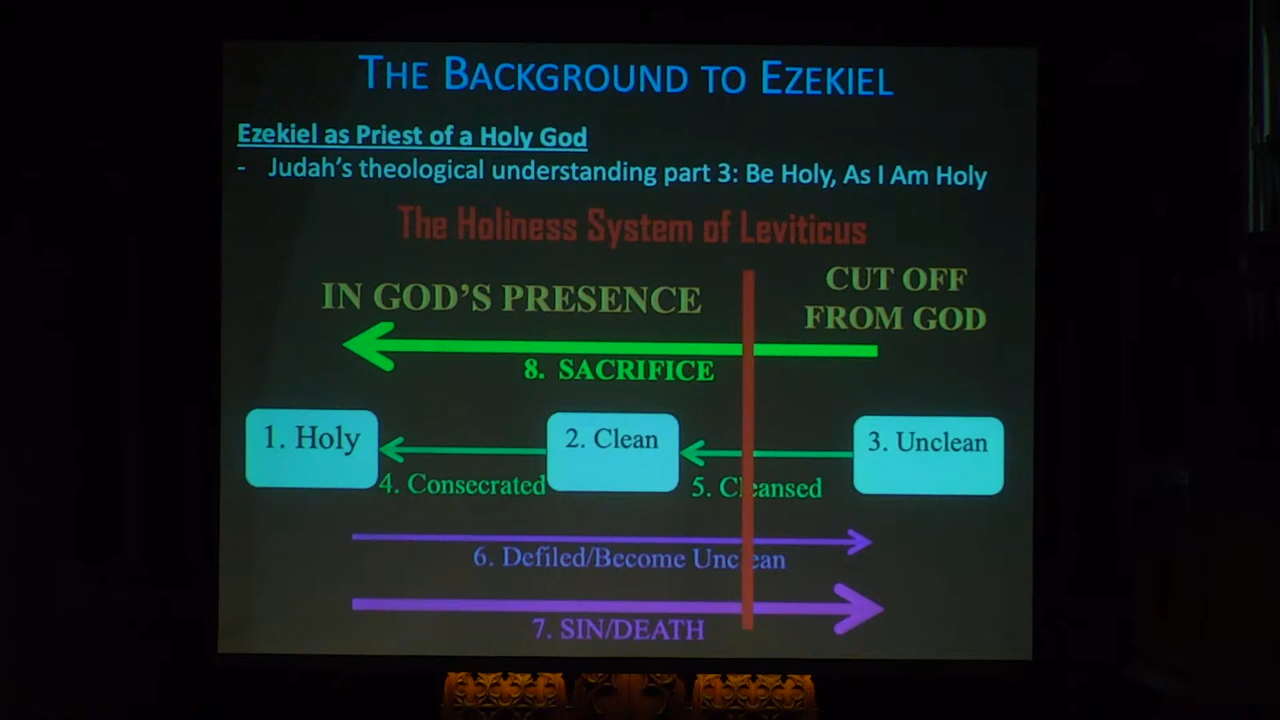 THE BACKGROUND TO EZEKIEL
Ezekiel as Priest of a Holy God
- Judah's theological understanding part 3: Be Holy, As I Am Holy
The Holiness System of Leviticus
IN GOD'S PRESENCE
CUT OFF
FROM GOD
8. SACRIFICE
1. Holy
2. Clean
3. Unclean
4. Consecrated
5. Cleansed
6. Defiled/Become Unclean
7. SIN/DEATH